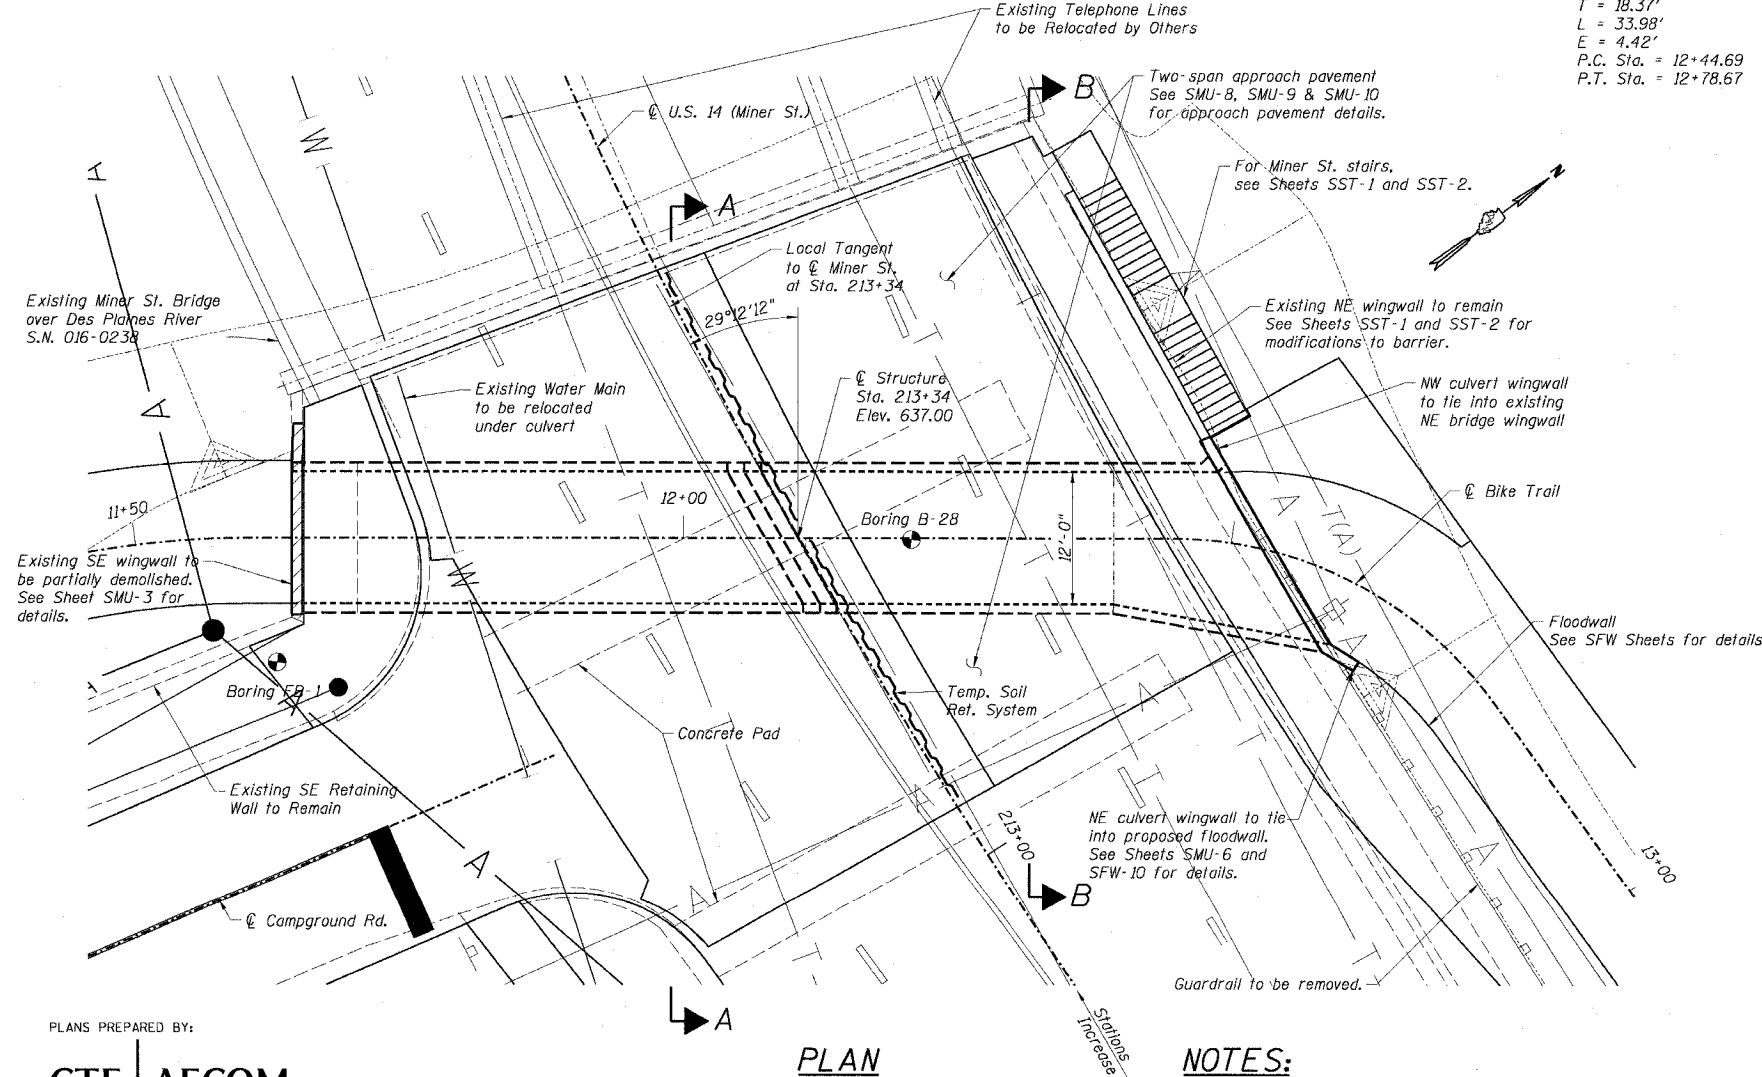 T = 18.37'
L = 33.98'
E = 4.42'
P.C. Sta. = 12+44.69
P.T. Sta. = 12+78.67
Existing Telephone Lines
to be Relocated by Others
Two-span approach pavement
See SMU-8, SMU-9 & SMU-10
for approach pavement details.
B
℄ U.S. 14 (Miner St.)
W
A
For Miner St. stairs,
see Sheets SST-1 and SST-2.
N
A
Local Tangent
to ℄ Miner St.
at Sta. 213+34
29°12'12"
Existing Miner St. Bridge
over Des Plaines River
S.N. 016-0238
Existing NE wingwall to remain
See Sheets SST-1 and SST-2 for
modifications to barrier.
Existing Water Main
to be relocated
under culvert
℄ Structure
Sta. 213+34
Elev. 637.00
NW culvert wingwall
to tie into existing
NE bridge wingwall
A
℄ Bike Trail
11+50
12+00
Boring B-28
12'-0"
A
T(A)
Existing SE wingwall to
be partially demolished.
See Sheet SMU-3 for
details.
W
A
Floodwall
See SFW Sheets for details
Boring FB-1
A
Temp. Soil
Ret. System
A
Concrete Pad
Existing SE Retaining
Wall to Remain
A
213+00
NE culvert wingwall to tie
into proposed floodwall.
See Sheets SMU-6 and
SFW-10 for details.
A
13+00
A
A
B
℄ Campground Rd.
Guardrail to be removed.
A
Stations
Increase
PLANS PREPARED BY:
CTE | AECOM
PLAN
NOTES: